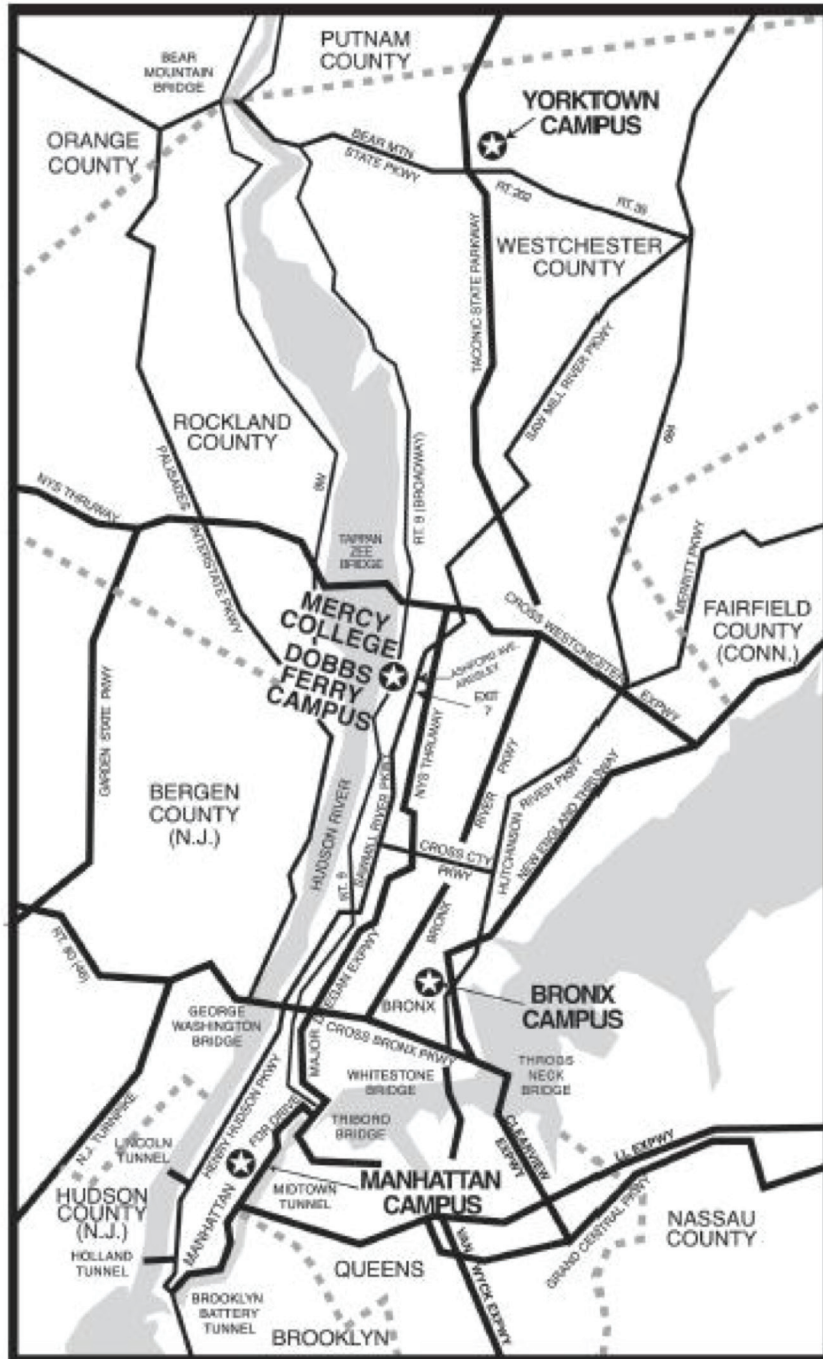 PUTNAM
COUNTY
BEAR
MOUNTAIN
BRIDGE
YORKTOWN
CAMPUS
ORANGE
COUNTY
BEAR MTN
STATE PKWY
RT. 202
RT. 35
WESTCHESTER
COUNTY
TACONIC STATE PARKWAY
SAW MILL RIVER PKWY
684
ROCKLAND
COUNTY
PALISADES INTERSTATE PKWY
9W
RT. 9 (BROADWAY)
NYS THRUWAY
TAPPAN
ZEE
BRIDGE
MERRITT PKWY
MERCY
COLLEGE
DOBBS
FERRY
CAMPUS
CROSS WESTCHESTER EXPWY
FAIRFIELD
COUNTY
(CONN.)
ASHFORD AVE.
ARDSLEY
EXIT
7
GARDEN STATE PKWY
NYS THRUWAY
BERGEN
COUNTY
(N.J.)
HUDSON RIVER
RT. 9
SAWMILL RIVER PKWY
BRONX RIVER PKWY
CROSS CTY
PKWY
HUTCHINSON RIVER PKWY
NEW ENGLAND THRUWAY
RT. 80 (46)
MAJOR DEEGAN EXPWY
BRONX
BRONX
CAMPUS
GEORGE
WASHINGTON
BRIDGE
CROSS BRONX PKWY
WHITESTONE
BRIDGE
THROGS
NECK
BRIDGE
N.J. TURNPIKE
HENRY HUDSON PKWY
FDR DRIVE
TRIBORO
BRIDGE
CLEARVIEW
EXPWY
LINCOLN
TUNNEL
MANHATTAN
MIDTOWN
TUNNEL
MANHATTAN
CAMPUS
LI. EXPWY
GRAND CENTRAL PKWY
HUDSON
COUNTY
(N.J.)
NASSAU
COUNTY
HOLLAND
TUNNEL
QUEENS
VAN WYCK EXPWY
BROOKLYN
BATTERY
TUNNEL
BROOKLYN